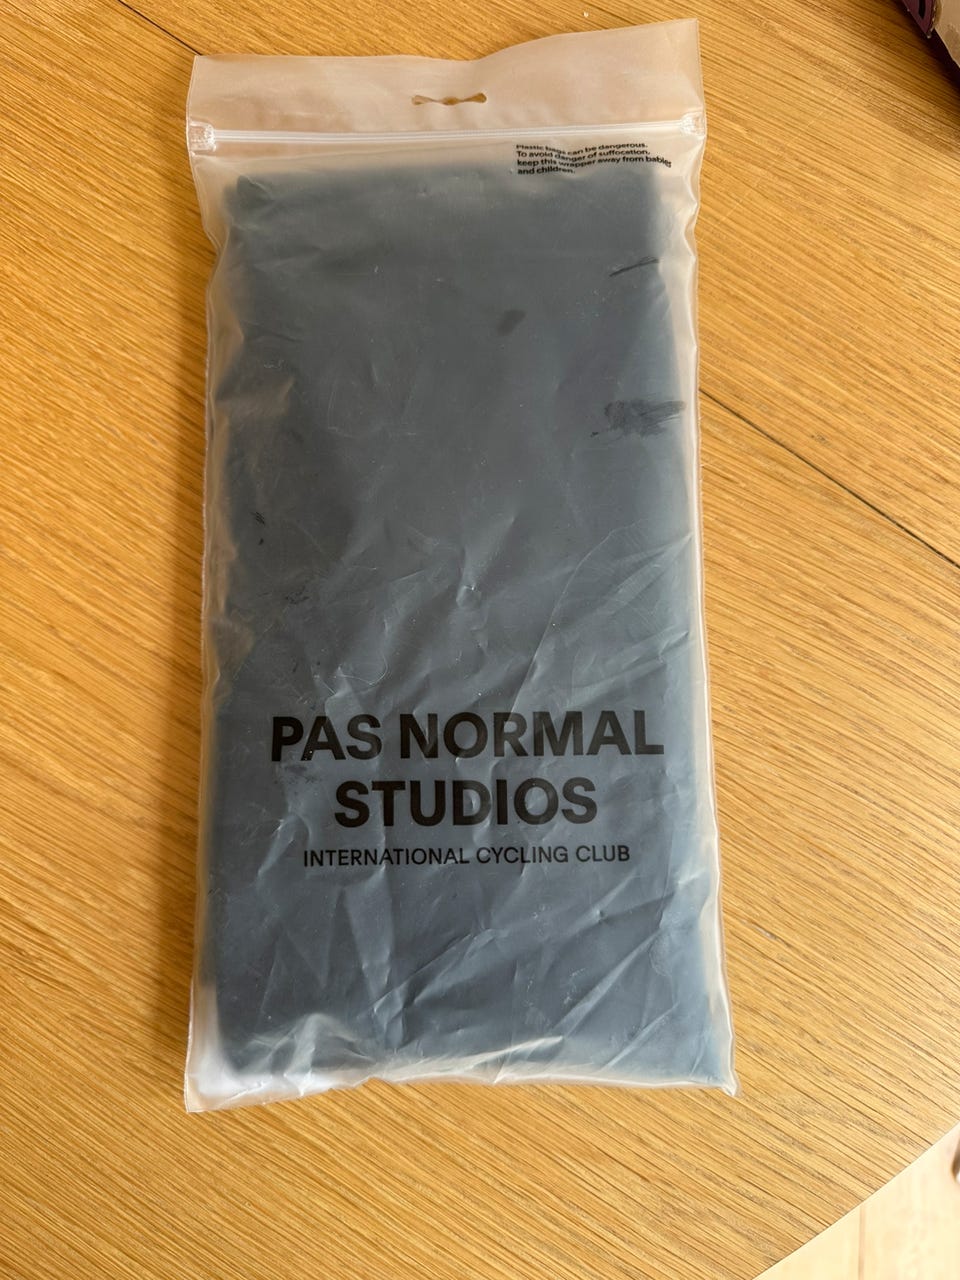 Plastic bags can be dangerous.
To avoid danger of suffocation,
keep this wrapper away from babies
and children.
PAS NORMAL
STUDIOS
INTERNATIONAL CYCLING CLUB